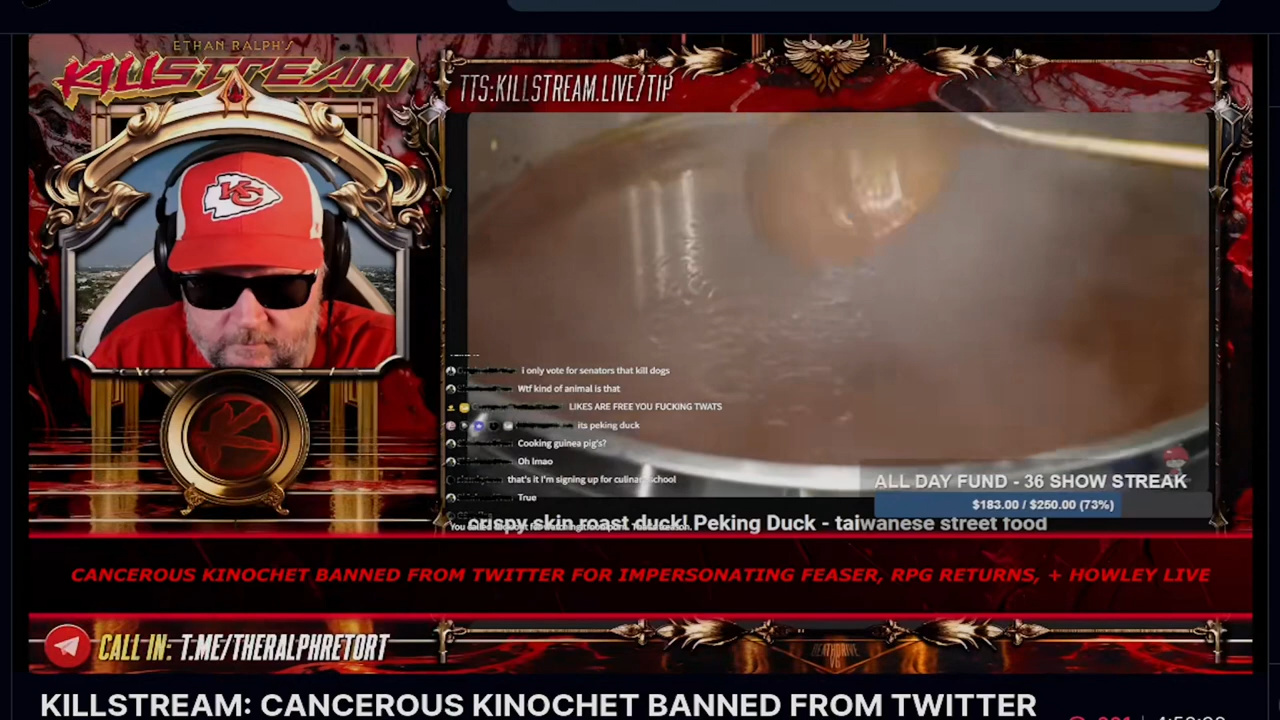 ETHAN RALPH'S
KILLSTREAM
TTS:KILLSTREAM.LIVE/TIP
KC
i only vote for senators that kill dogs
Wtf kind of animal is that
LIKES ARE FREE YOU FUCKING TWATS
its peking duck
Cooking guinea pig's?
Oh lmao
that's it I'm signing up for culinary school
True
ALL DAY FUND - 36 SHOW STREAK
$183.00 / $250.00 (73%)
crispy skin roast duck! Peking Duck - taiwanese street food
CANCEROUS KINOCHET BANNED FROM TWITTER FOR IMPERSONATING FEASER, RPG RETURNS, + HOWLEY LIVE
CALL IN: T.ME/THERALPHRETORT
KILLSTREAM: CANCEROUS KINOCHET BANNED FROM TWITTER